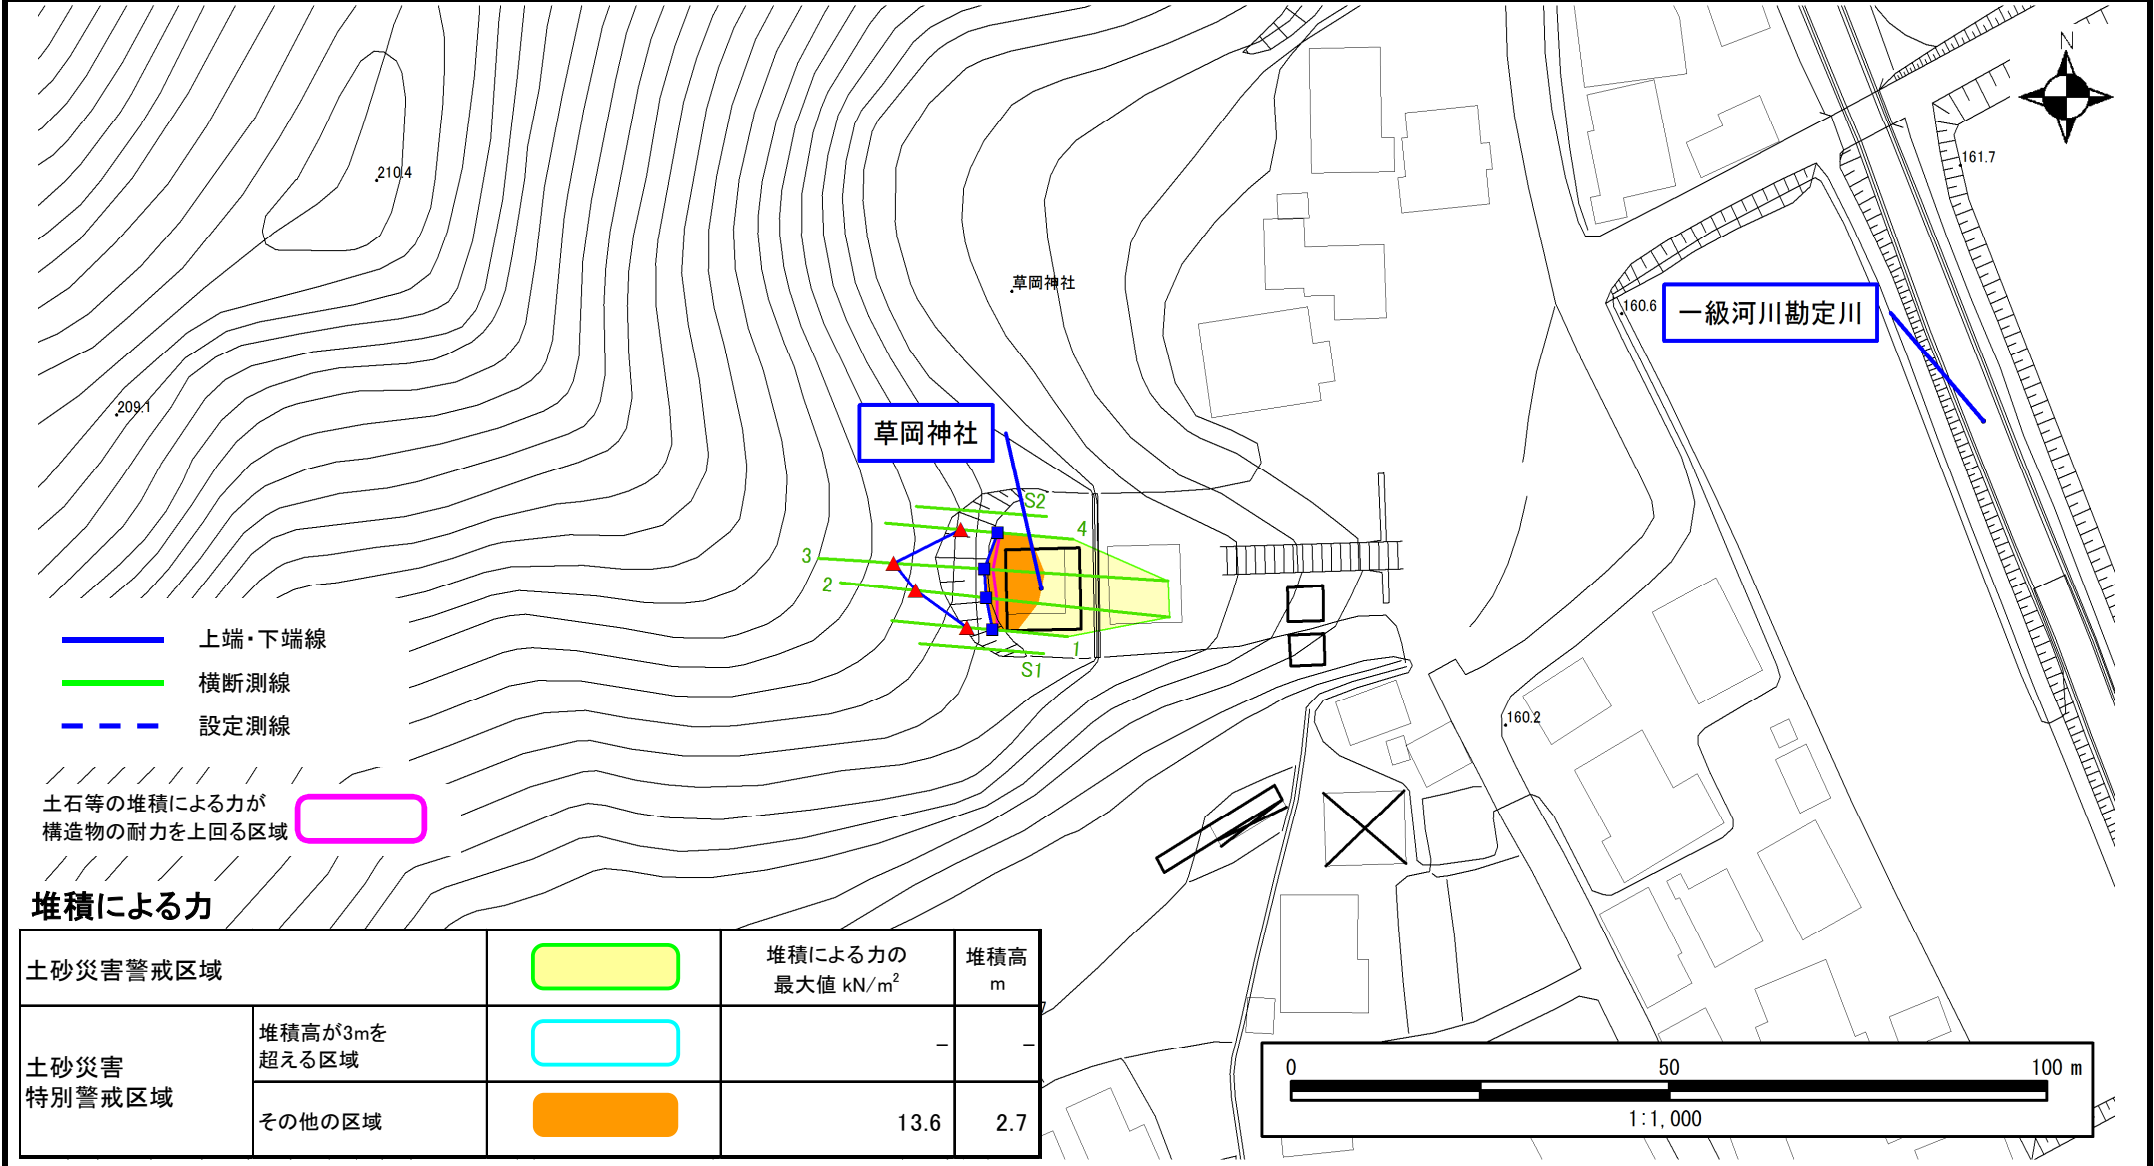 N
210.4
161.7
草岡神社
160.6
一級河川勘定川
209.1
草岡神社
S2
4
3
2
1
S1
上端・下端線
横断測線
設定測線
160.2
土石等の堆積による力が
構造物の耐力を上回る区域
堆積による力
土砂災害警戒区域
堆積による力の
最大値 kN/m²
堆積高
m
土砂災害
特別警戒区域
堆積高が3mを
超える区域
－
－
その他の区域
13.6
2.7
0 50 100 m
1:1,000